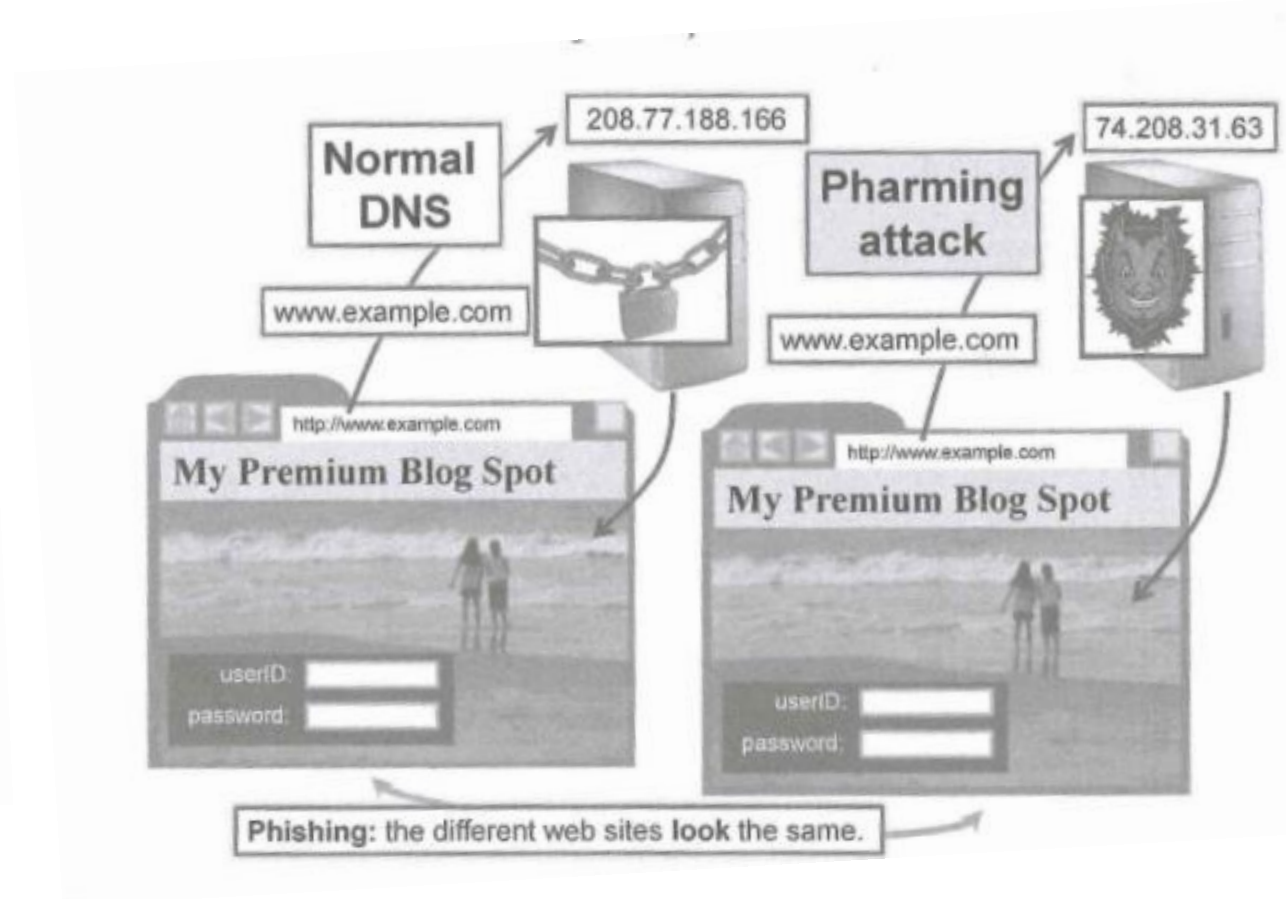 208.77.188.166
Normal
DNS
www.example.com
http://www.example.com
My Premium Blog Spot
userID:
password:
74.208.31.63
Pharming
attack
www.example.com
http://www.example.com
My Premium Blog Spot
userID:
password:
Phishing: the different web sites look the same.